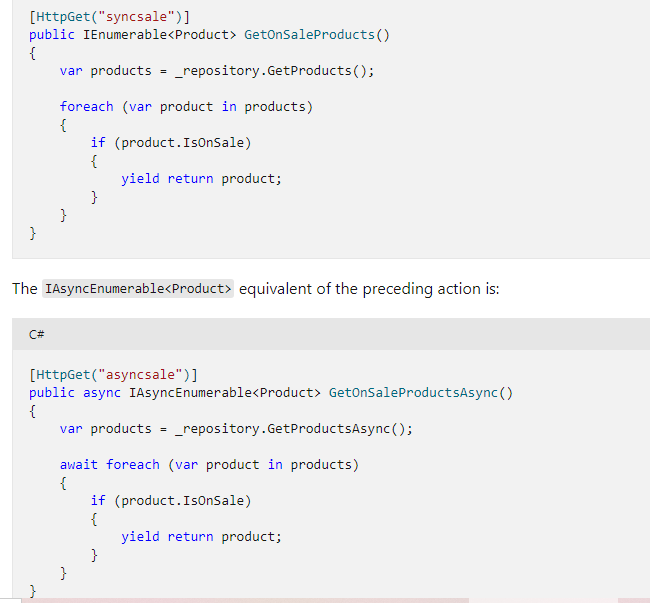 [HttpGet("syncsale")]
public IEnumerable<Product> GetOnSaleProducts()
{
    var products = _repository.GetProducts();

    foreach (var product in products)
    {
        if (product.IsOnSale)
        {
            yield return product;
        }
    }
}
The IAsyncEnumerable<Product> equivalent of the preceding action is:
C#
[HttpGet("asyncsale")]
public async IAsyncEnumerable<Product> GetOnSaleProductsAsync()
{
    var products = _repository.GetProductsAsync();

    await foreach (var product in products)
    {
        if (product.IsOnSale)
        {
            yield return product;
        }
    }
}